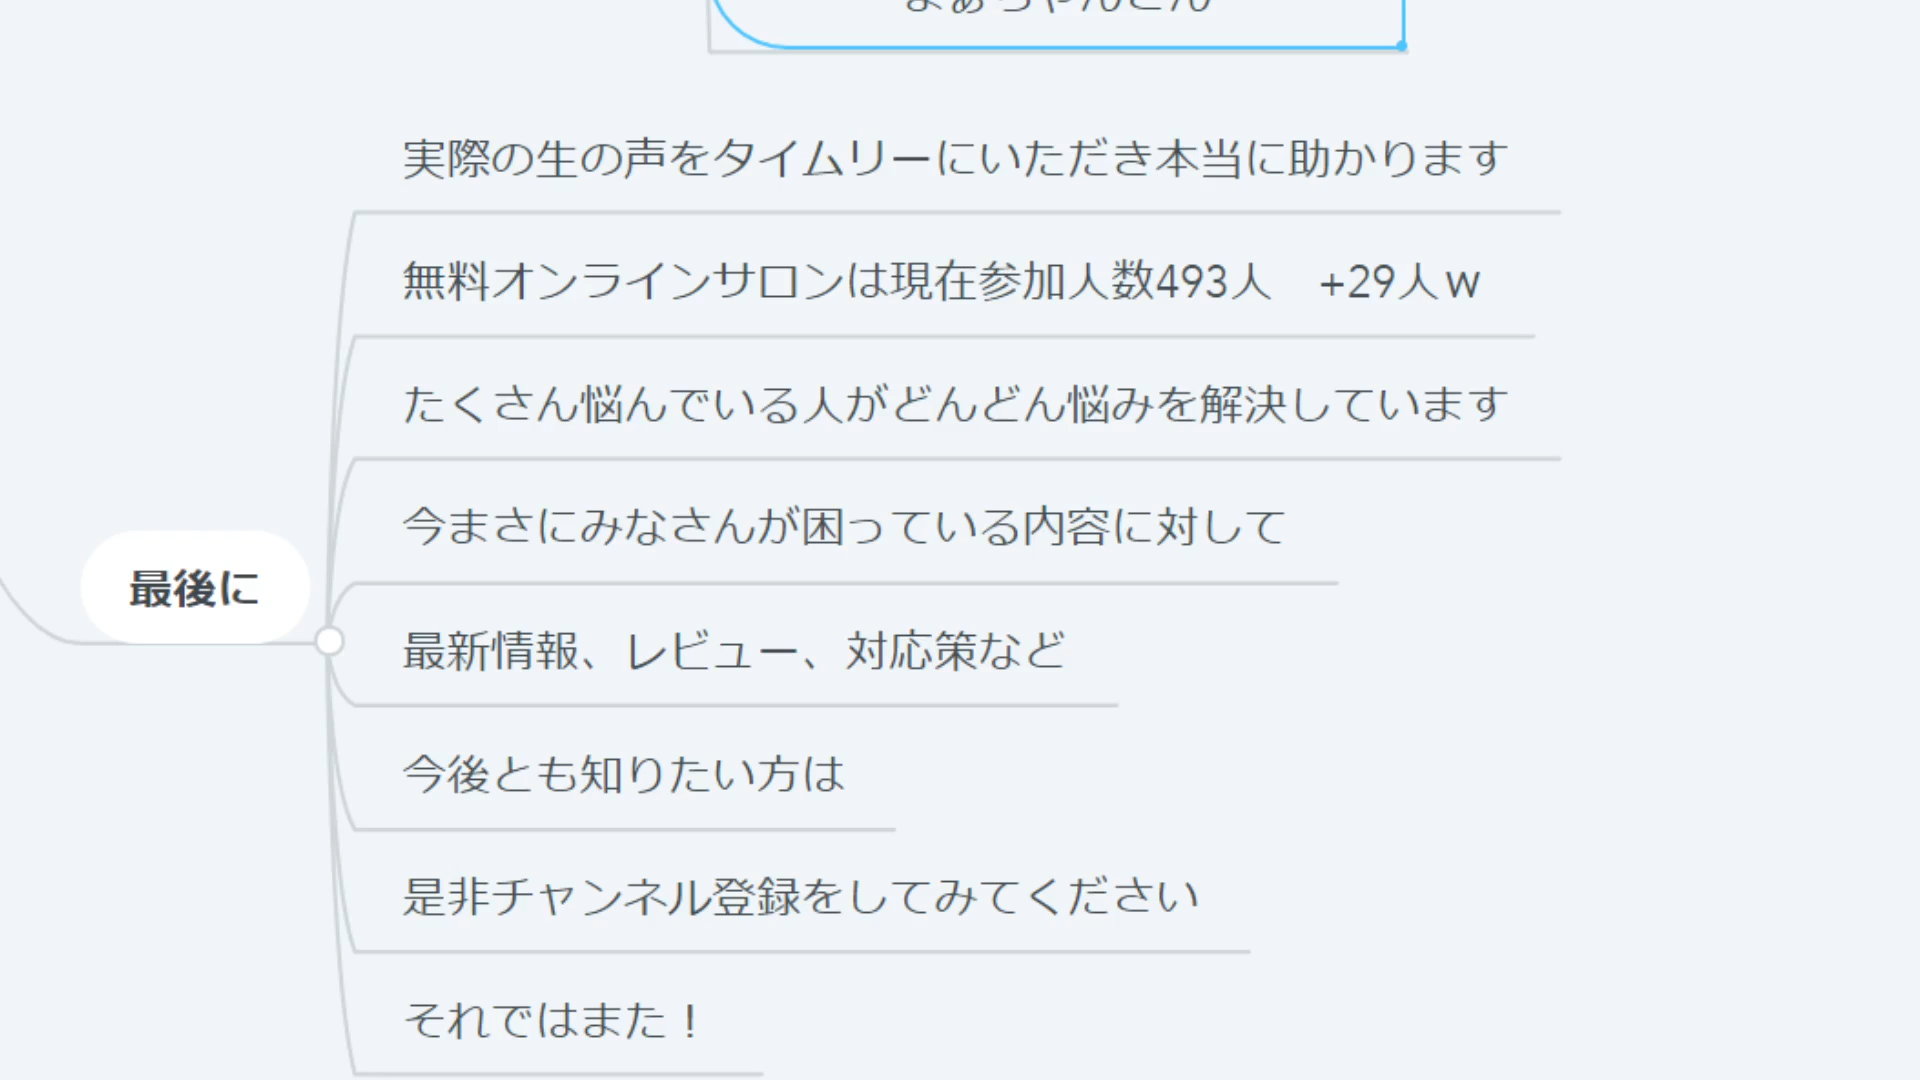 実際の生の声をタイムリーにいただき本当に助かります
無料オンラインサロンは現在参加人数493人　+29人ｗ
たくさん悩んでいる人がどんどん悩みを解決しています
今まさにみなさんが困っている内容に対して
最後に
最新情報、レビュー、対応策など
今後とも知りたい方は
是非チャンネル登録をしてみてください
それではまた！